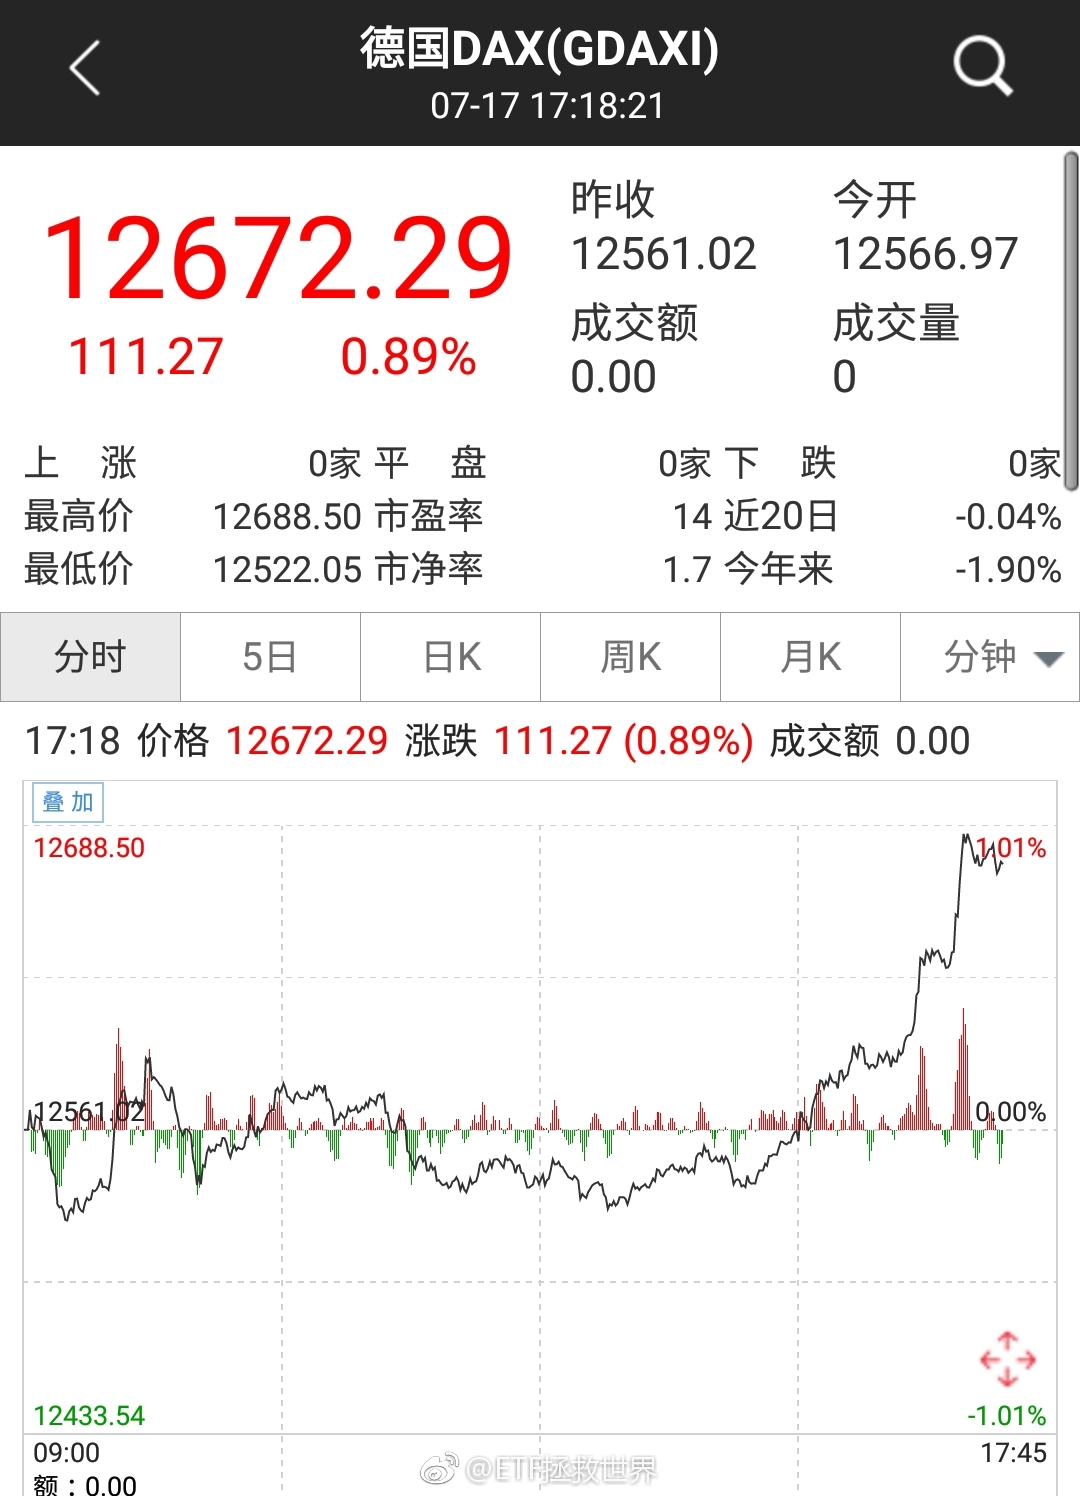 德国DAX(GDAXI)
07-17 17:18:21
12672.29
111.27 0.89%
昨收 今开
12561.02 12566.97
成交额 成交量
0.00 0
上 涨 0家 平 盘 0家 下 跌 0家
最高价 12688.50 市盈率 14 近20日 -0.04%
最低价 12522.05 市净率 1.7 今年来 -1.90%
分时 5日 日K 周K 月K 分钟
17:18 价格 12672.29 涨跌 111.27 (0.89%) 成交额 0.00
叠加
12688.50 1.01%
12561.02 0.00%
12433.54 -1.01%
09:00 17:45
额：0.00
@ETF拯救世界